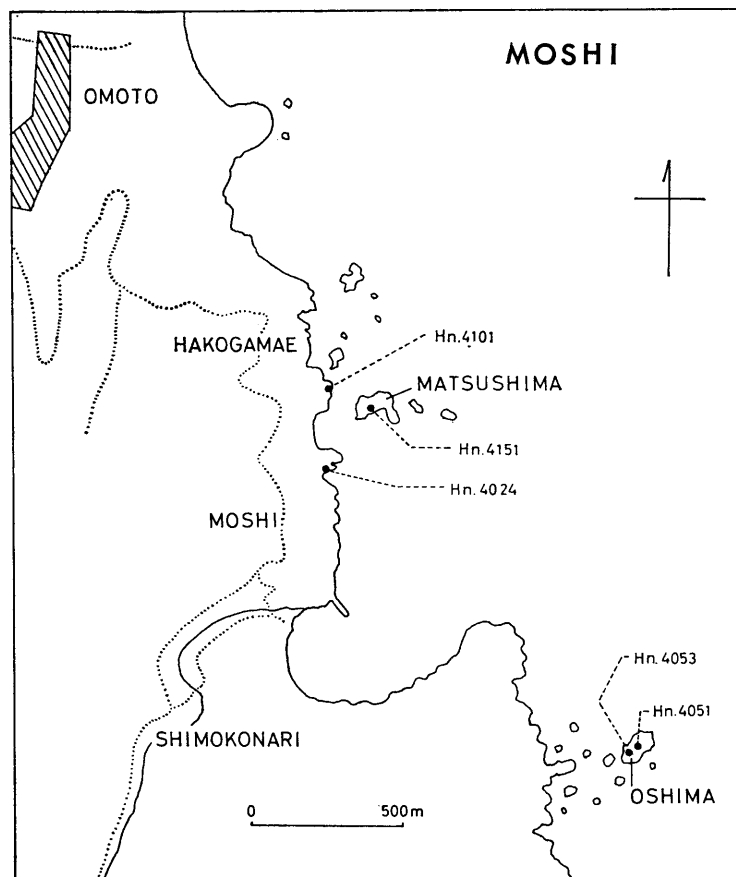 MOSHI
OMOTO
HAKOGAMAE
Hn.4101
MATSUSHIMA
Hn.4151
Hn.4024
MOSHI
Hn.4053
Hn.4051
SHIMOKONARI
OSHIMA
0 500m